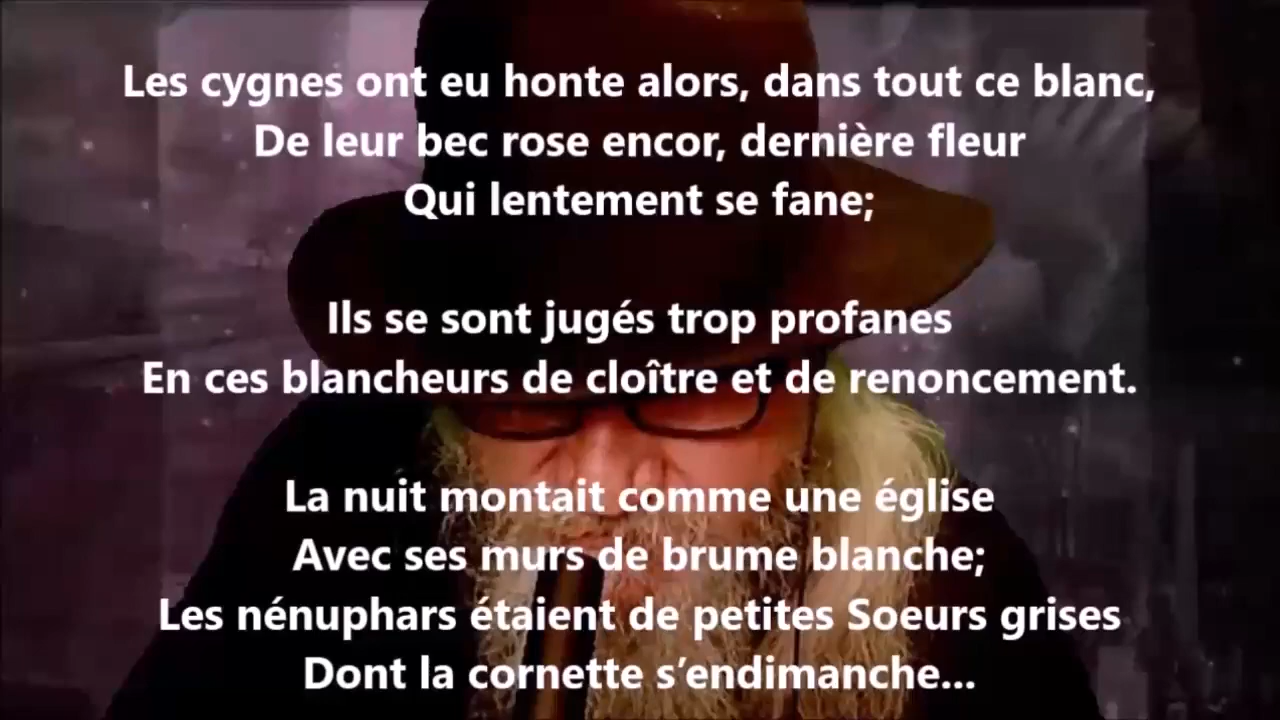 Les cygnes ont eu honte alors, dans tout ce blanc,
De leur bec rose encor, dernière fleur
Qui lentement se fane;
Ils se sont jugés trop profanes
En ces blancheurs de cloître et de renoncement.
La nuit montait comme une église
Avec ses murs de brume blanche;
Les nénuphars étaient de petites Soeurs grises
Dont la cornette s’endimanche...